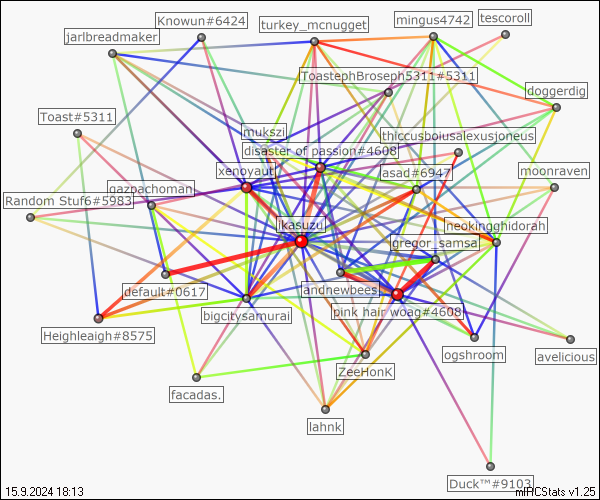 Knowun#6424
turkey_mcnugget
mingus4742
tescoroll
jarlbreadmaker
ToastephBroseph5311#5311
doggerdig
Toast#5311
mukszi
thiccusbousalexusjoneus
disaster of passion#4608
xenovaut
asad#6947
moonraven
gazpachoman
Random Stuf6#5983
ikasuzu
neokingghidorah
gregor_samsa
default#0617
andnewbees
bigcitysamurai
pink hair woag#4608
Heighleaigh#8575
ogshroom
avelicious
ZeeHonK
facadas.
lahnk
Duck™#9103
15.9.2024 18:13
mIRCStats v1.25